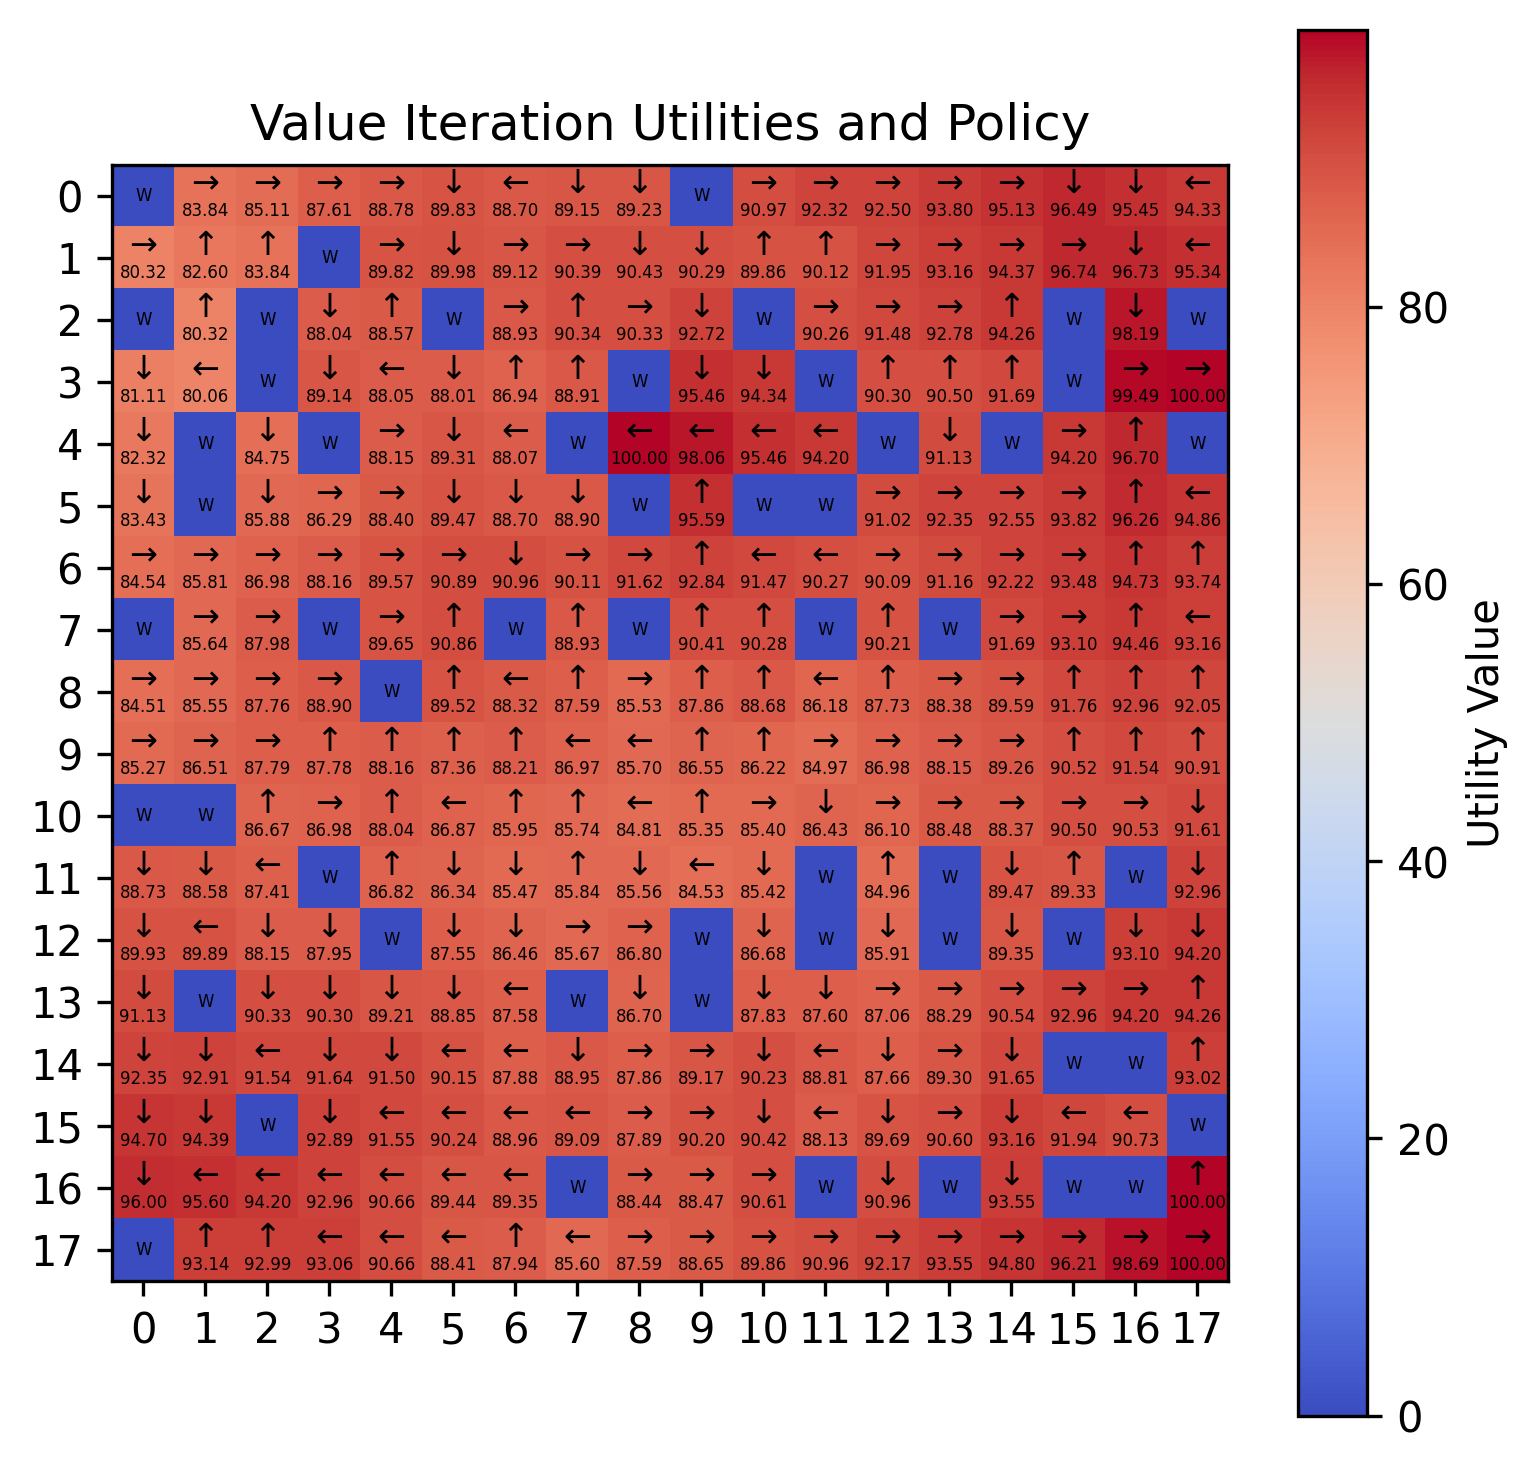 Value Iteration Utilities and Policy
0 W → → → → ↓ ← ↓ ↓ W → → → → → ↓ ↓ ←
83.84 85.11 87.61 88.78 89.83 88.70 89.15 89.23 90.97 92.32 92.50 93.80 95.13 96.49 95.45 94.33
1 → ↑ ↑ W → ↓ → → ↓ ↓ ↑ ↑ → → → → ↓ ←
80.32 82.60 83.84 89.82 89.98 89.12 90.39 90.43 90.29 89.86 90.12 91.95 93.16 94.37 96.74 96.73 95.34
2 W ↑ W ↓ ↑ W → ↑ → ↓ W → → → ↑ W ↓ W
80.32 88.04 88.57 88.93 90.34 90.33 92.72 90.26 91.48 92.78 94.26 98.19
3 ↓ ← W ↓ ← ↓ ↑ ↑ W ↓ ↓ W ↑ ↑ ↑ W → →
81.11 80.06 89.14 88.05 88.01 86.94 88.91 95.46 94.34 90.30 90.50 91.69 99.49 100.00
4 ↓ W ↓ W → ↓ ← W ← ← ← ← W ↓ W → ↑ W
82.32 84.75 88.15 89.31 88.07 100.00 98.06 95.46 94.20 91.13 94.20 96.70
5 ↓ W ↓ → → ↓ ↓ ↓ W ↑ W W → → → → ↑ ←
83.43 85.88 86.29 88.40 89.47 88.70 88.90 95.59 91.02 92.35 92.55 93.82 96.26 94.86
6 → → → → → → ↓ → → ↑ ← ← → → → → ↑ ↑
84.54 85.81 86.98 88.16 89.57 90.89 90.96 90.11 91.62 92.84 91.47 90.27 90.09 91.16 92.22 93.48 94.73 93.74
7 W → → W → ↑ W ↑ W ↑ ↑ W ↑ W → → ↑ ←
85.64 87.98 89.65 90.86 88.93 90.41 90.28 90.21 91.69 93.10 94.46 93.16
8 → → → → W ↑ ← ↑ → ↑ ↑ ← ↑ → → ↑ ↑ ↑
84.51 85.55 87.76 88.90 89.52 88.32 87.59 85.53 87.86 88.68 86.18 87.73 88.38 89.59 91.76 92.96 92.05
9 → → → ↑ ↑ ↑ ↑ ← ← ↑ ↑ → → → → ↑ ↑ ↑
85.27 86.51 87.79 87.78 88.16 87.36 88.21 86.97 85.70 86.55 86.22 84.97 86.98 88.15 89.26 90.52 91.54 90.91
10 W W ↑ → ↑ ← ↑ ↑ ← ↑ → ↓ → → → → → ↓
86.67 86.98 88.04 86.87 85.95 85.74 84.81 85.35 85.40 86.43 86.10 88.48 88.37 90.50 90.53 91.61
11 ↓ ↓ ← W ↑ ↓ ↓ ↑ ↓ ← ↓ W ↑ W ↓ ↑ W ↓
88.73 88.58 87.41 86.82 86.34 85.47 85.84 85.56 84.53 85.42 84.96 89.47 89.33 92.96
12 ↓ ← ↓ ↓ W ↓ ↓ → → W ↓ W ↓ W ↓ W ↓ ↓
89.93 89.89 88.15 87.95 87.55 86.46 85.67 86.80 86.68 85.91 89.35 93.10 94.20
13 ↓ W ↓ ↓ ↓ ↓ ← W ↓ W ↓ ↓ → → → → → ↑
91.13 90.33 90.30 89.21 88.85 87.58 86.70 87.83 87.60 87.06 88.29 90.54 92.96 94.20 94.26
14 ↓ ↓ ← ↓ ↓ ← ← ↓ → → ↓ ← ↓ → ↓ W W ↑
92.35 92.91 91.54 91.64 91.50 90.15 87.88 88.95 87.86 89.17 90.23 88.81 87.66 89.30 91.65 93.02
15 ↓ ↓ W ↓ ← ← ← ← → → ↓ ← ↓ → ↓ ← ← W
94.70 94.39 92.89 91.55 90.24 88.96 89.09 87.89 90.20 90.42 88.13 89.69 90.60 93.16 91.94 90.73
16 ↓ ← ← ← ← ← ← W → → → W ↓ W ↓ W W ↑
96.00 95.60 94.20 92.96 90.66 89.44 89.35 88.44 88.47 90.61 90.96 93.55 100.00
17 W ↑ ↑ ← ← ← ↑ ← → → → → → → → → → →
93.14 92.99 93.06 90.66 88.41 87.94 85.60 87.59 88.65 89.86 90.96 92.17 93.55 94.80 96.21 98.69 100.00
0 1 2 3 4 5 6 7 8 9 10 11 12 13 14 15 16 17
80
60
40
20
0
Utility Value